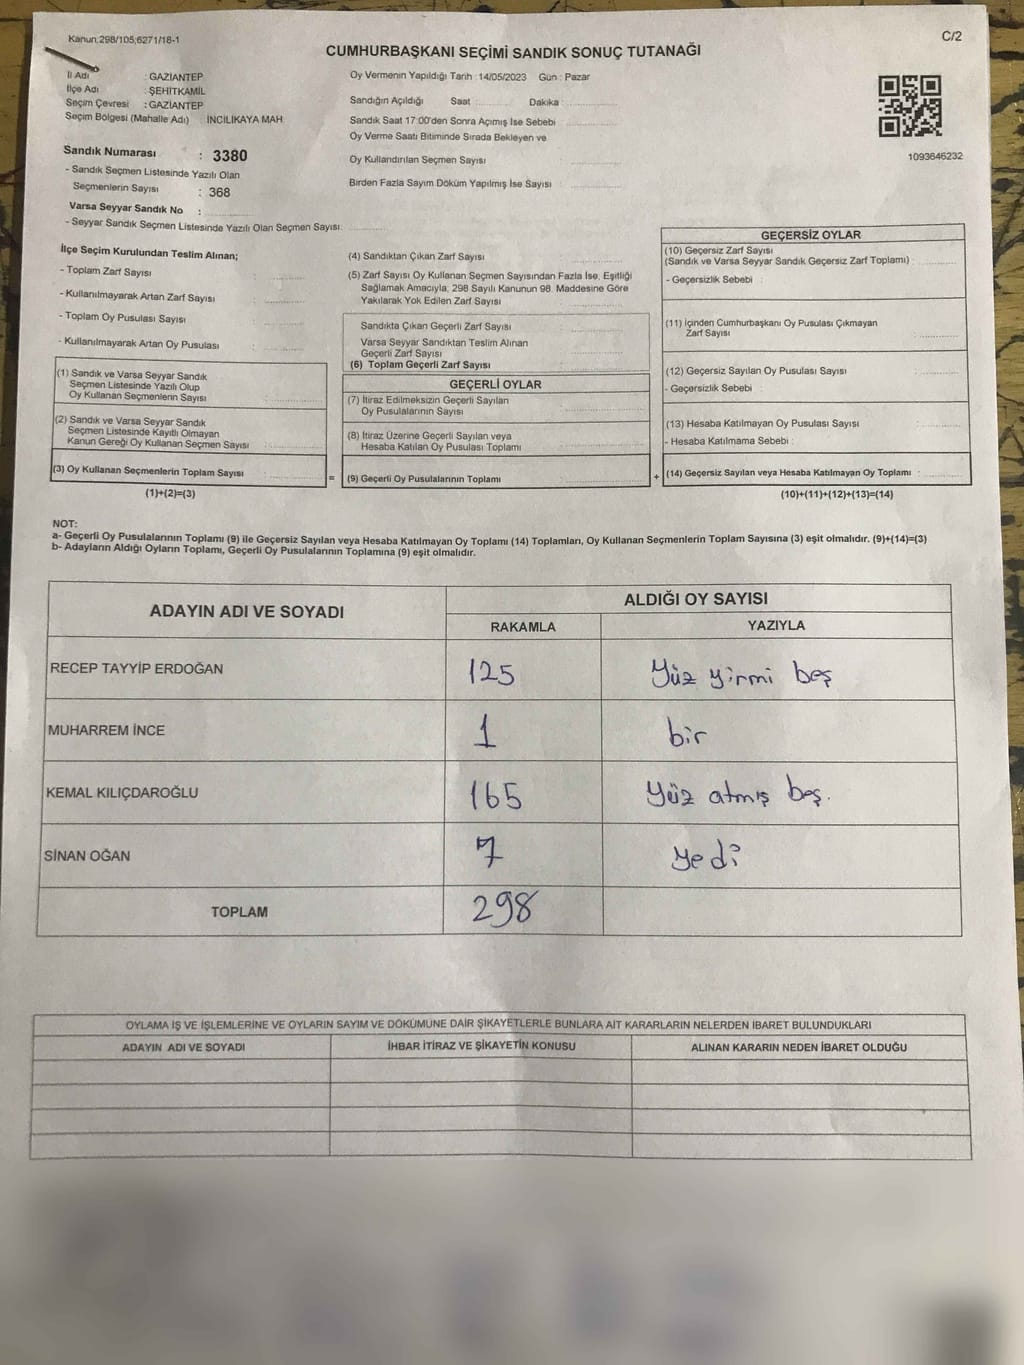 Kanun;298/105;6271/18-1
C/2
CUMHURBAŞKANI SEÇİMİ SANDIK SONUÇ TUTANAĞI
İl Adı : GAZİANTEP
İlçe Adı : ŞEHİTKAMİL
Seçim Çevresi : GAZİANTEP
Seçim Bölgesi (Mahalle Adı) : İNCİLİKAYA MAH
Sandık Numarası : 3380
- Sandık Seçmen Listesinde Yazılı Olan
Seçmenlerin Sayısı : 368
Varsa Seyyar Sandık No :
- Seyyar Sandık Seçmen Listesinde Yazılı Olan Seçmen Sayısı:
Oy Vermenin Yapıldığı Tarih : 14/05/2023 Gün : Pazar
Sandığın Açıldığı Saat : Dakika :
Sandık Saat 17:00'den Sonra Açımış İse Sebebi :
Oy Verme Saati Bitiminde Sırada Bekleyen ve
Oy Kullandırılan Seçmen Sayısı :
Birden Fazla Sayım Döküm Yapılmış İse Sayısı :
1093646232
İlçe Seçim Kurulundan Teslim Alınan;
- Toplam Zarf Sayısı :
- Kullanılmayarak Artan Zarf Sayısı :
- Toplam Oy Pusulası Sayısı :
- Kullanılmayarak Artan Oy Pusulası :
(1) Sandık ve Varsa Seyyar Sandık
Seçmen Listesinde Yazılı Olup
Oy Kullanan Seçmenlerin Sayısı :
(2) Sandık ve Varsa Seyyar Sandık
Seçmen Listesinde Kayıtlı Olmayan
Kanun Gereği Oy Kullanan Seçmen Sayısı :
(3) Oy Kullanan Seçmenlerin Toplam Sayısı :
(1)+(2)=(3)
(4) Sandıktan Çıkan Zarf Sayısı :
(5) Zarf Sayısı Oy Kullanan Seçmen Sayısından Fazla İse, Eşitliği
Sağlamak Amacıyla, 298 Sayılı Kanunun 98. Maddesine Göre
Yakılarak Yok Edilen Zarf Sayısı :
Sandıkta Çıkan Geçerli Zarf Sayısı :
Varsa Seyyar Sandıktan Teslim Alınan
Geçerli Zarf Sayısı :
(6) Toplam Geçerli Zarf Sayısı :
GEÇERLİ OYLAR
(7) İtiraz Edilmeksizin Geçerli Sayılan
Oy Pusulalarının Sayısı :
(8) İtiraz Üzerine Geçerli Sayılan veya
Hesaba Katılan Oy Pusulası Toplamı :
= (9) Geçerli Oy Pusulalarının Toplamı :
GEÇERSİZ OYLAR
(10) Geçersiz Zarf Sayısı
(Sandık ve Varsa Seyyar Sandık Geçersiz Zarf Toplamı) :
- Geçersizlik Sebebi :
(11) İçinden Cumhurbaşkanı Oy Pusulası Çıkmayan
Zarf Sayısı :
(12) Geçersiz Sayılan Oy Pusulası Sayısı :
- Geçersizlik Sebebi :
(13) Hesaba Katılmayan Oy Pusulası Sayısı :
- Hesaba Katılmama Sebebi :
+ (14) Geçersiz Sayılan veya Hesaba Katılmayan Oy Toplamı :
(10)+(11)+(12)+(13)=(14)
NOT:
a- Geçerli Oy Pusulalarının Toplamı (9) ile Geçersiz Sayılan veya Hesaba Katılmayan Oy Toplamı (14) Toplamları, Oy Kullanan Seçmenlerin Toplam Sayısına (3) eşit olmalıdır. (9)+(14)=(3)
b- Adayların Aldığı Oyların Toplamı, Geçerli Oy Pusulalarının Toplamına (9) eşit olmalıdır.
ADAYIN ADI VE SOYADI ALDIĞI OY SAYISI
RAKAMLA YAZIYLA
RECEP TAYYİP ERDOĞAN 125 Yüz yirmi beş
MUHARREM İNCE 1 bir
KEMAL KILIÇDAROĞLU 165 Yüz atmış beş.
SİNAN OĞAN 7 Yedi
TOPLAM 298
OYLAMA İŞ VE İŞLEMLERİNE VE OYLARIN SAYIM VE DÖKÜMÜNE DAİR ŞİKAYETLERLE BUNLARA AİT KARARLARIN NELERDEN İBARET BULUNDUKLARI
ADAYIN ADI VE SOYADI İHBAR İTİRAZ VE ŞİKAYETİN KONUSU ALINAN KARARIN NEDEN İBARET OLDUĞU